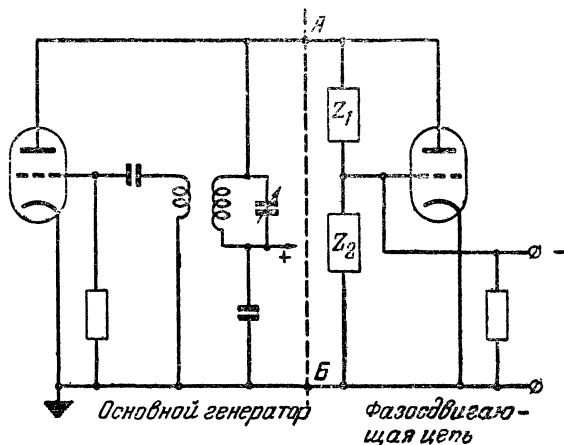 А
Z1
Z2
+
−
Б
Основной генератор
Фазосдвигаю-
щая цепь